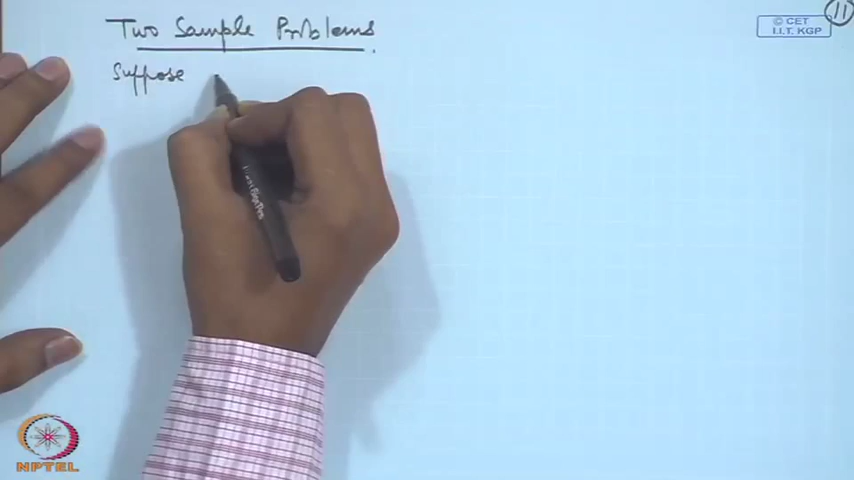 Two Sample Problems.
Suppose
© CET
I.I.T. KGP
11
NPTEL